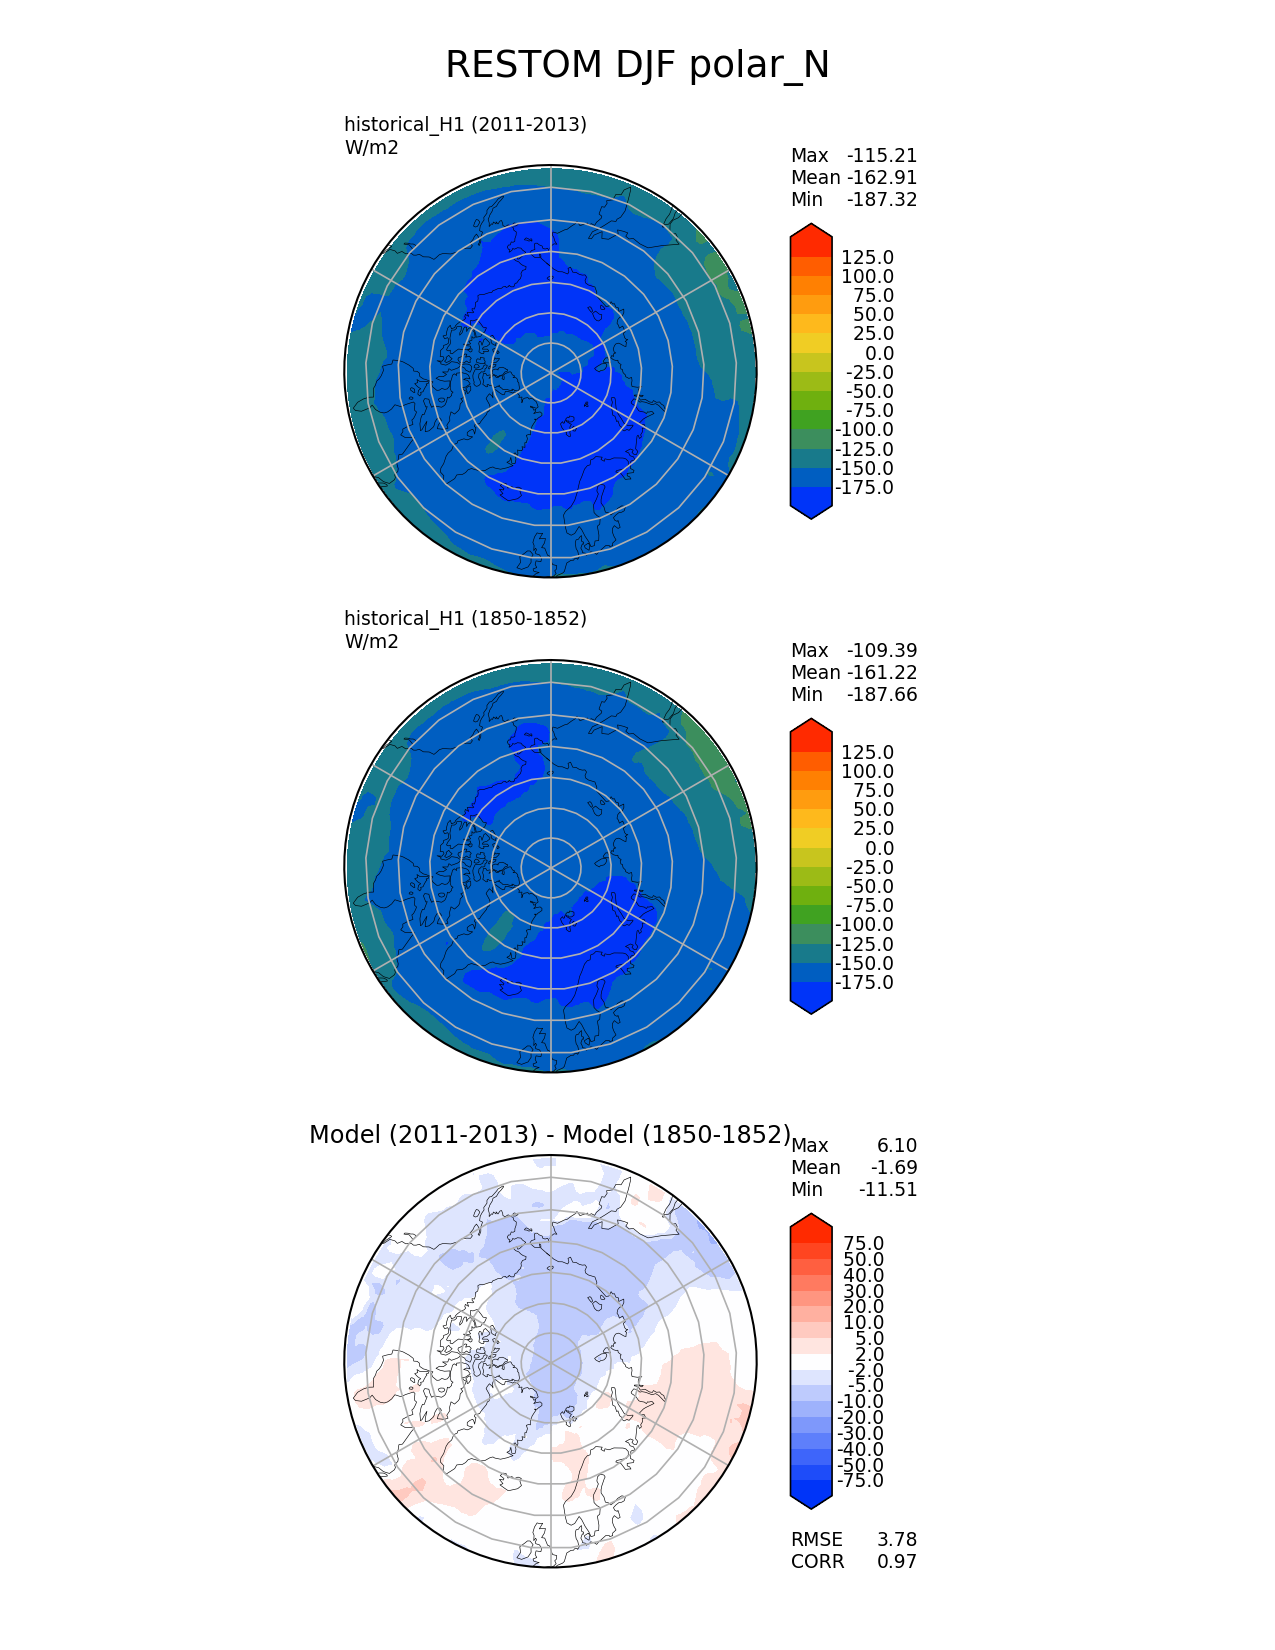 RESTOM DJF polar_N
historical_H1 (2011-2013)
W/m2
Max -115.21
Mean -162.91
Min -187.32
125.0
100.0
75.0
50.0
25.0
0.0
-25.0
-50.0
-75.0
-100.0
-125.0
-150.0
-175.0
historical_H1 (1850-1852)
W/m2
Max -109.39
Mean -161.22
Min -187.66
125.0
100.0
75.0
50.0
25.0
0.0
-25.0
-50.0
-75.0
-100.0
-125.0
-150.0
-175.0
Model (2011-2013) - Model (1850-1852)
Max 6.10
Mean -1.69
Min -11.51
75.0
50.0
40.0
30.0
20.0
10.0
5.0
2.0
-2.0
-5.0
-10.0
-20.0
-30.0
-40.0
-50.0
-75.0
RMSE 3.78
CORR 0.97